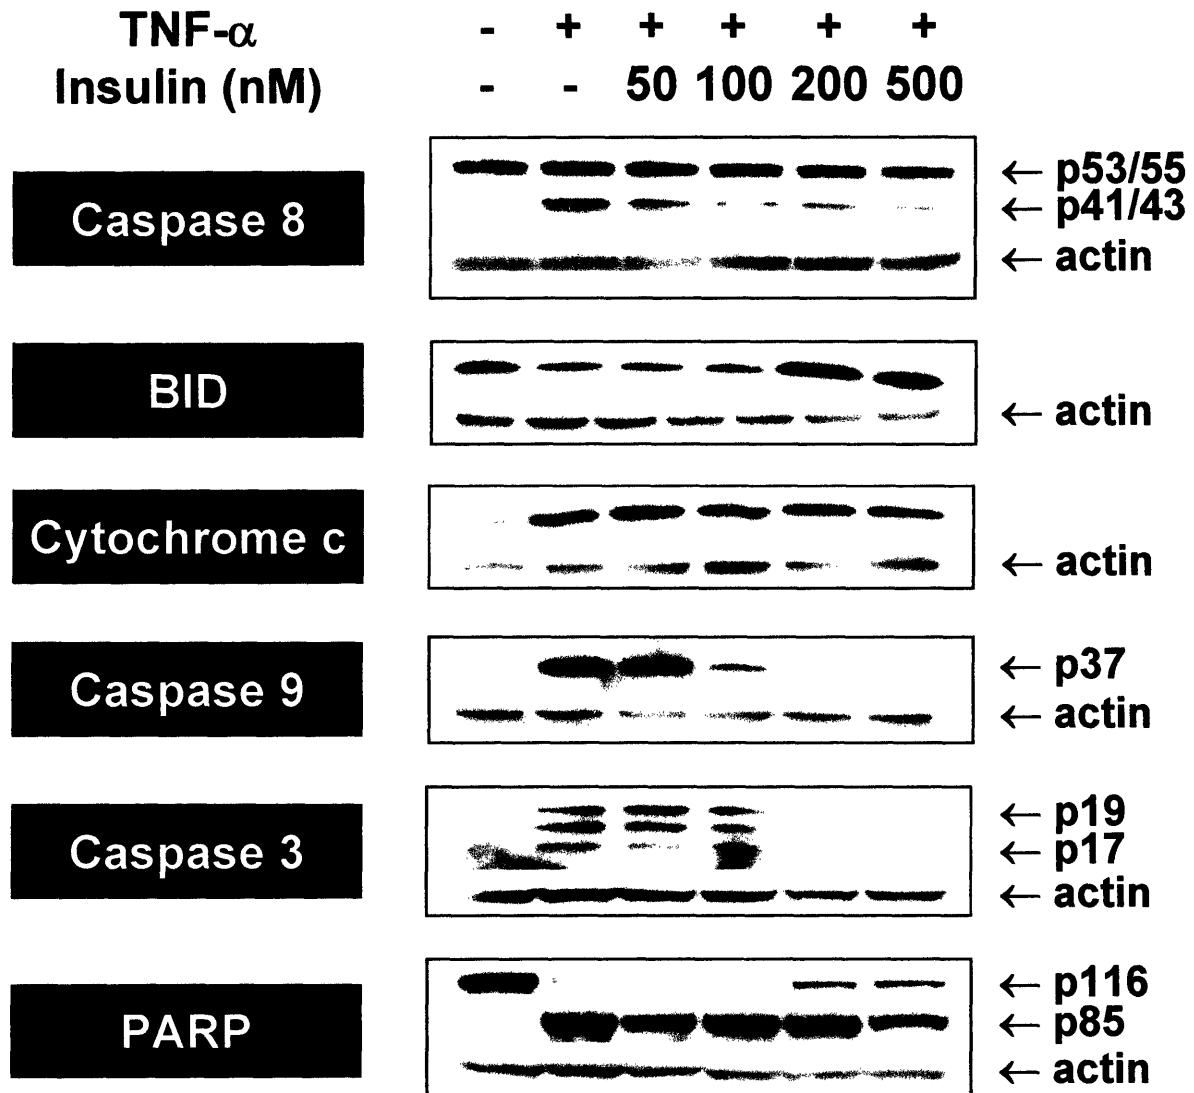 TNF-α - + + + + +
Insulin (nM) - - 50 100 200 500
Caspase 8
← p53/55
← p41/43
← actin
BID
← actin
Cytochrome c
← actin
Caspase 9
← p37
← actin
Caspase 3
← p19
← p17
← actin
PARP
← p116
← p85
← actin